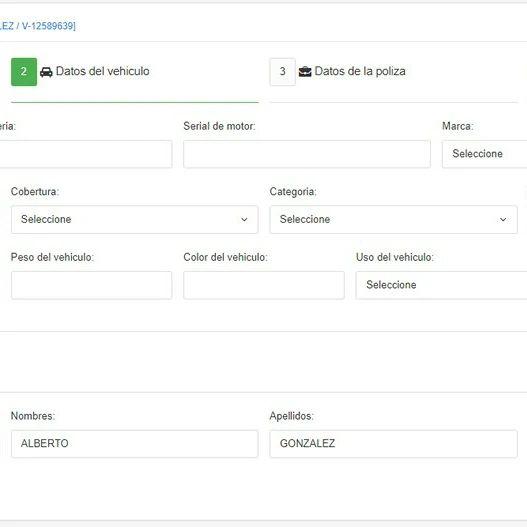 LEZ / V-12589639]
2 Datos del vehiculo 3 Datos de la poliza
ería: Serial de motor: Marca:
Seleccione
Cobertura: Categoria:
Seleccione Seleccione
Peso del vehiculo: Color del vehiculo: Uso del vehiculo:
Seleccione
Nombres: Apellidos:
ALBERTO GONZALEZ